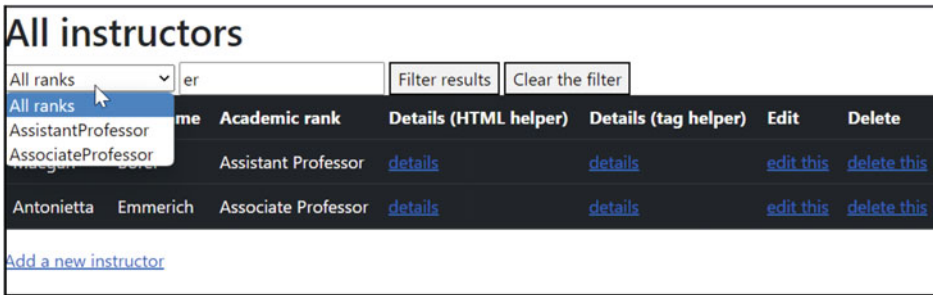 All instructors
All ranks er Filter results Clear the filter
All ranks
me Academic rank Details (HTML helper) Details (tag helper) Edit Delete
AssistantProfessor
AssociateProfessor
Assistant Professor details details edit this delete this
Antonietta Emmerich Associate Professor details details edit this delete this
Add a new instructor